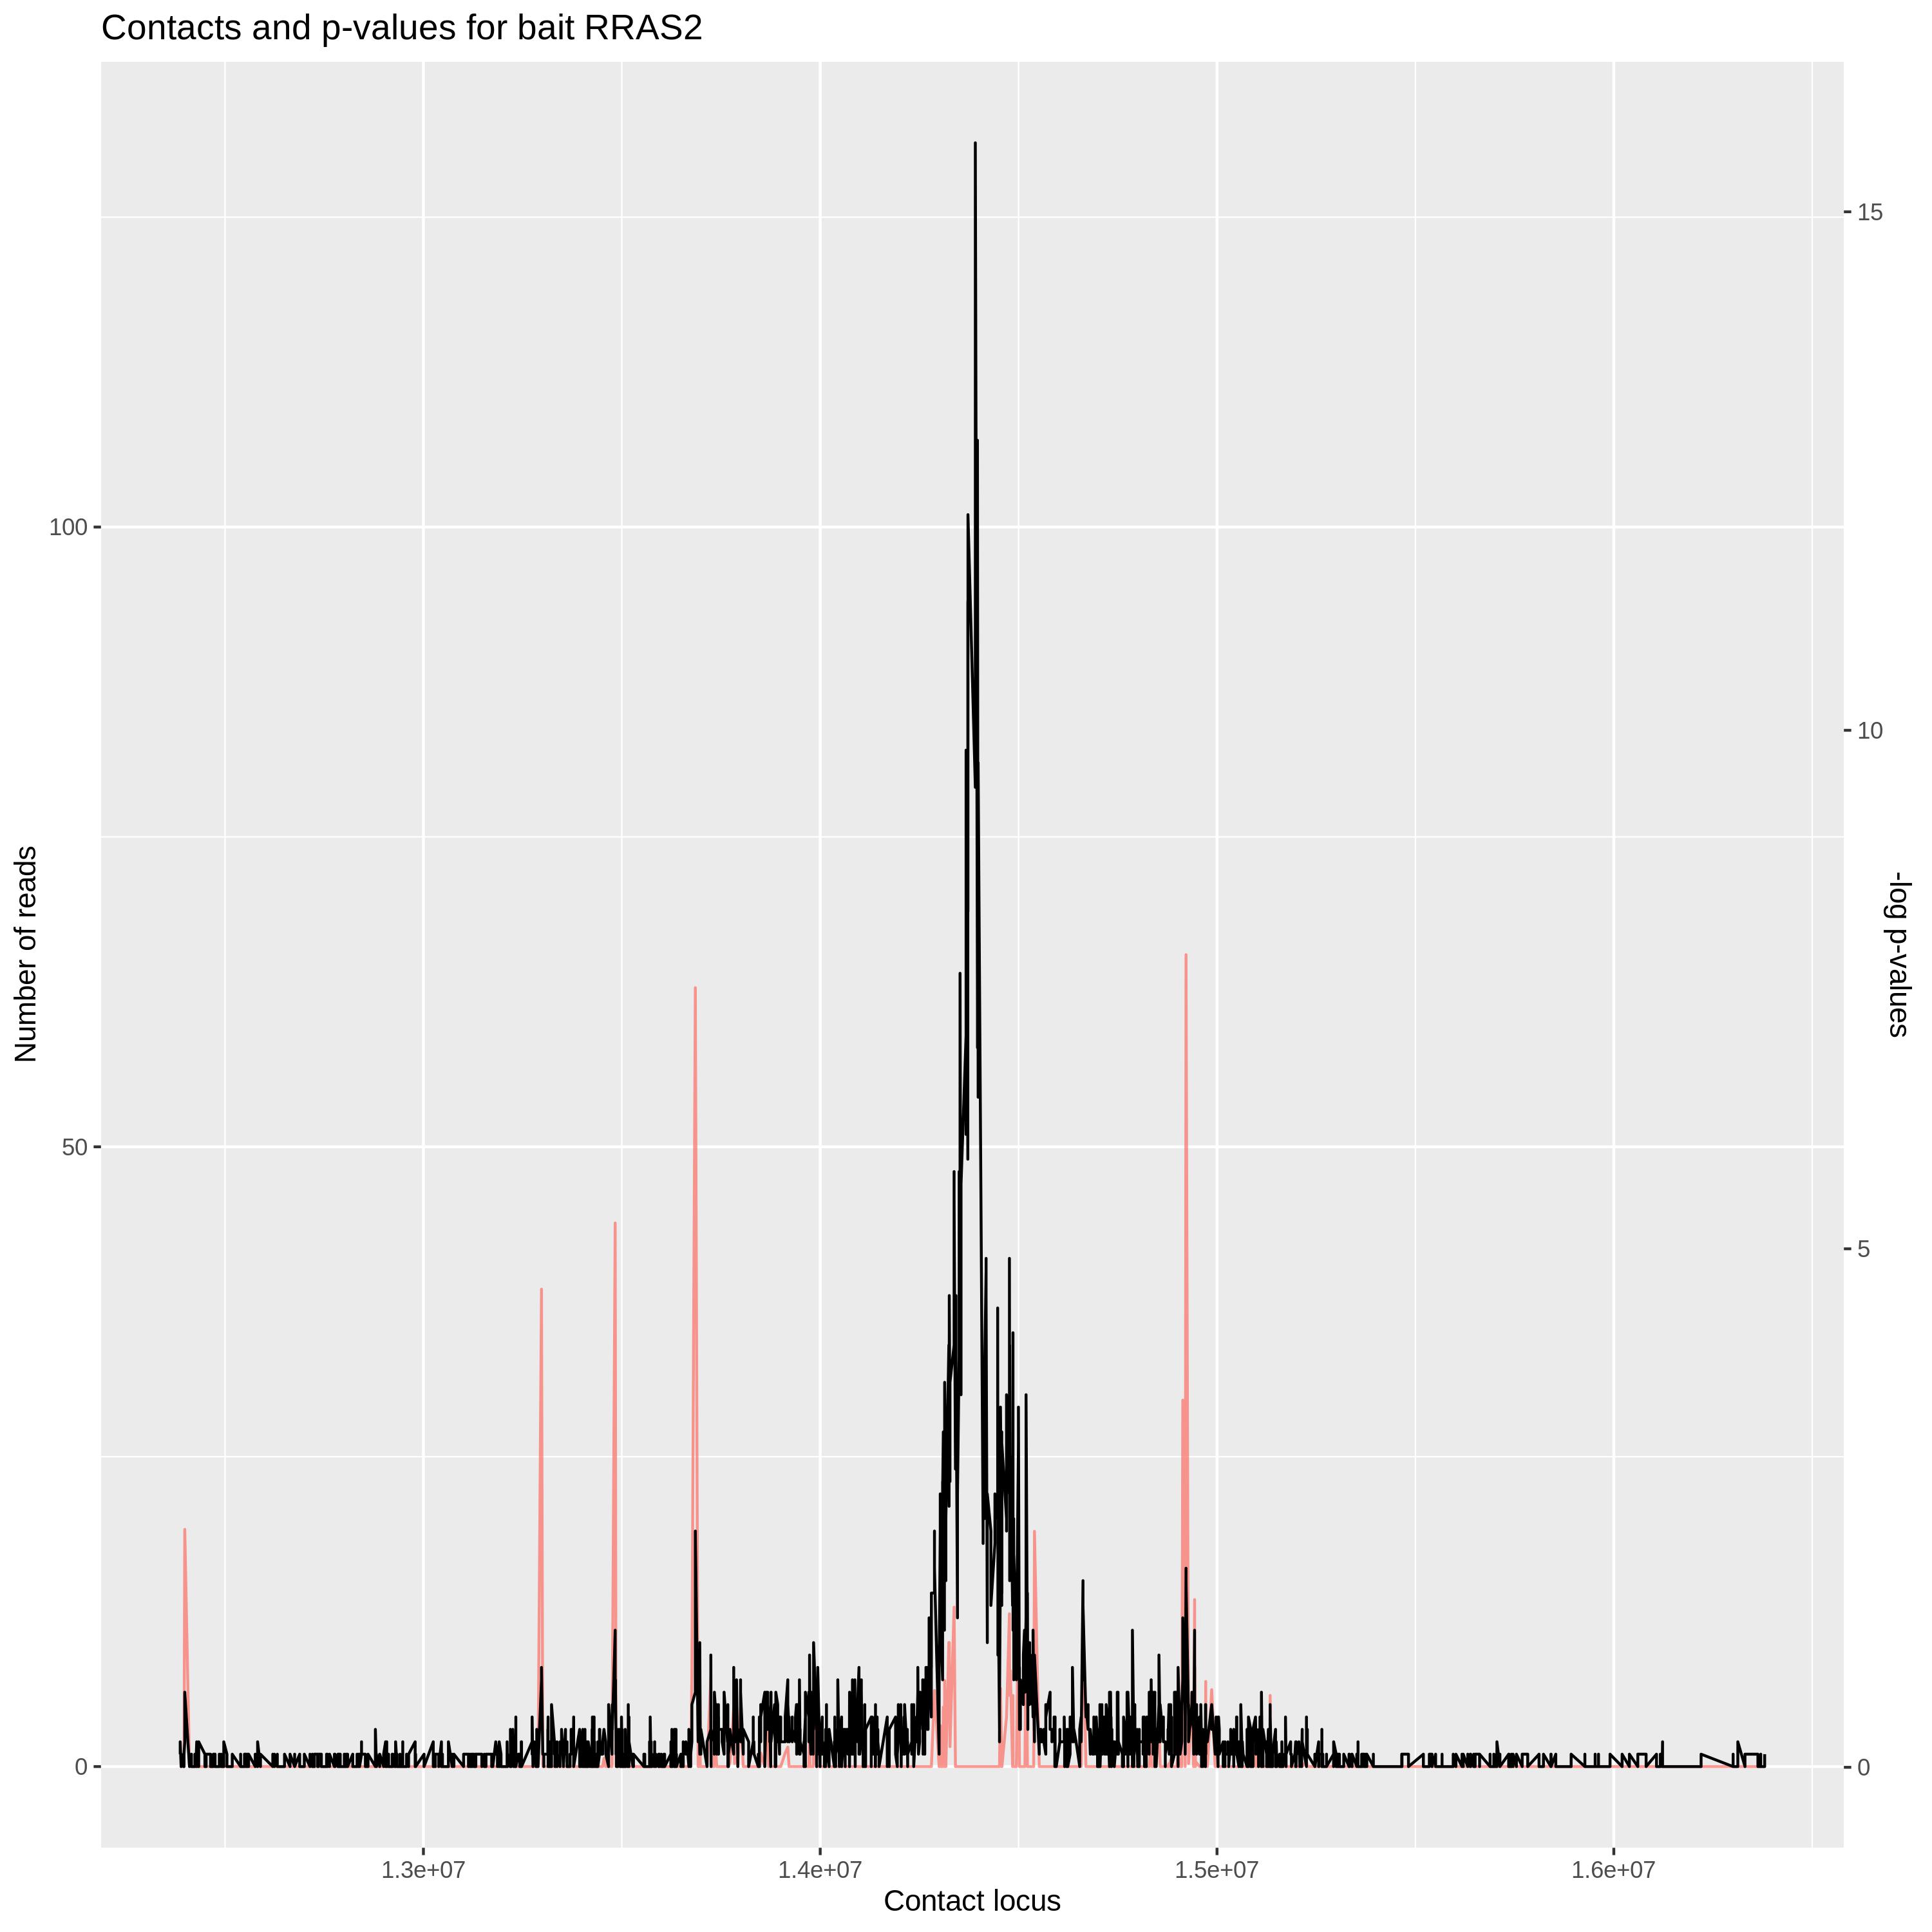 Contacts and p-values for bait RRAS2
Number of reads
100
50
0
15
10
5
0
-log p-values
1.3e+07
1.4e+07
1.5e+07
1.6e+07
Contact locus